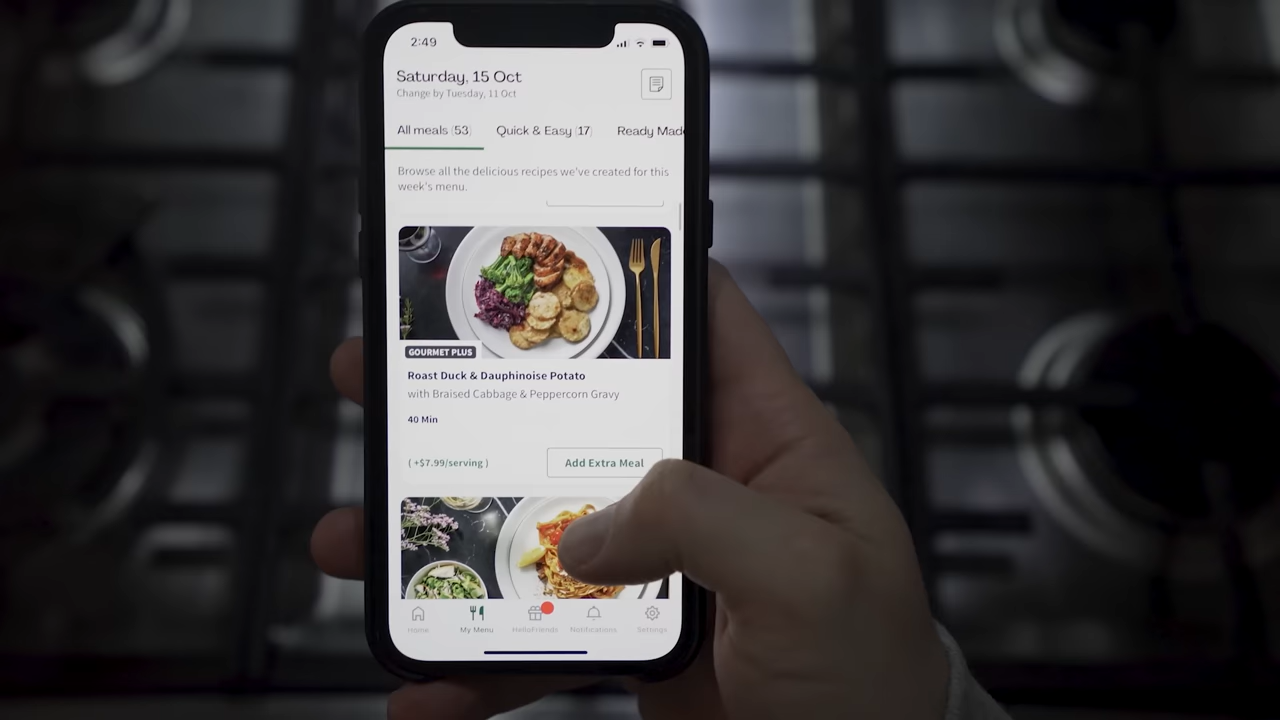 2:49
Saturday, 15 Oct
Change by Tuesday, 11 Oct
All meals (53) Quick & Easy (17) Ready Made
Browse all the delicious recipes we've created for this
week's menu.
GOURMET PLUS
Roast Duck & Dauphinoise Potato
with Braised Cabbage & Peppercorn Gravy
40 Min
(+$7.99/serving) Add Extra Meal
Home My Menu HelloFriends Notifications Settings